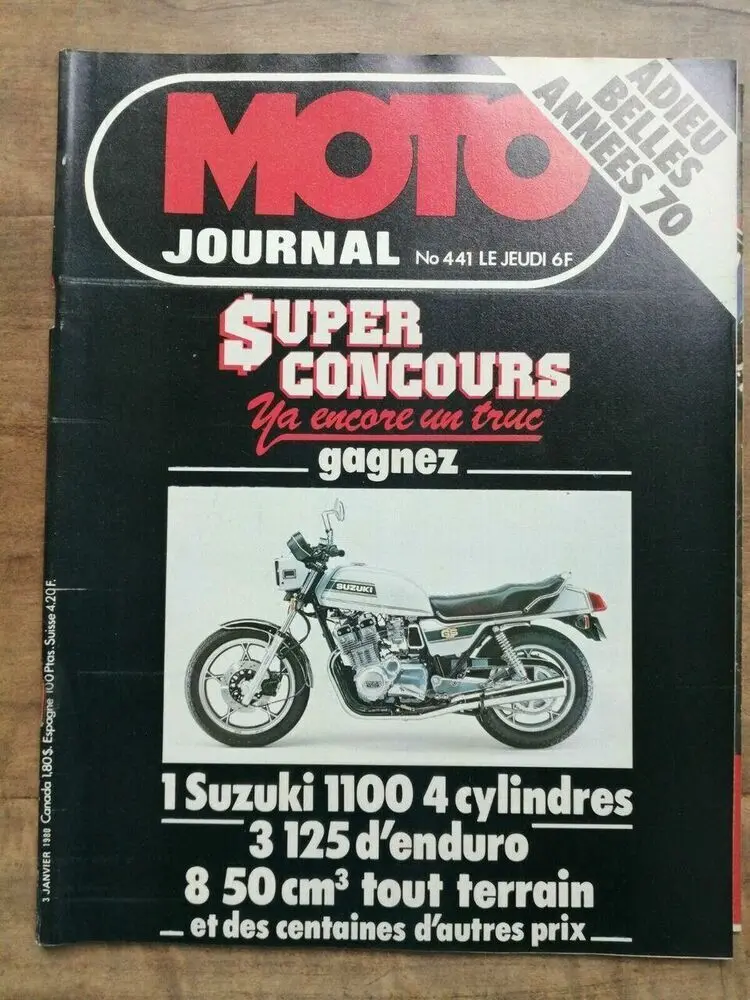 MOTO
JOURNAL No 441 LE JEUDI 6F
ADIEU
BELLES
ANNEES 70
$UPER
CONCOURS
Ya encore un truc
gagnez
SUZUKI
GS
1 Suzuki 1100 4 cylindres
3 125 d'enduro
8 50 cm³ tout terrain
et des centaines d'autres prix
3 JANVIER 1980 Canada 1,80 $. Espagne 100 Ptas. Suisse 4.20 F.